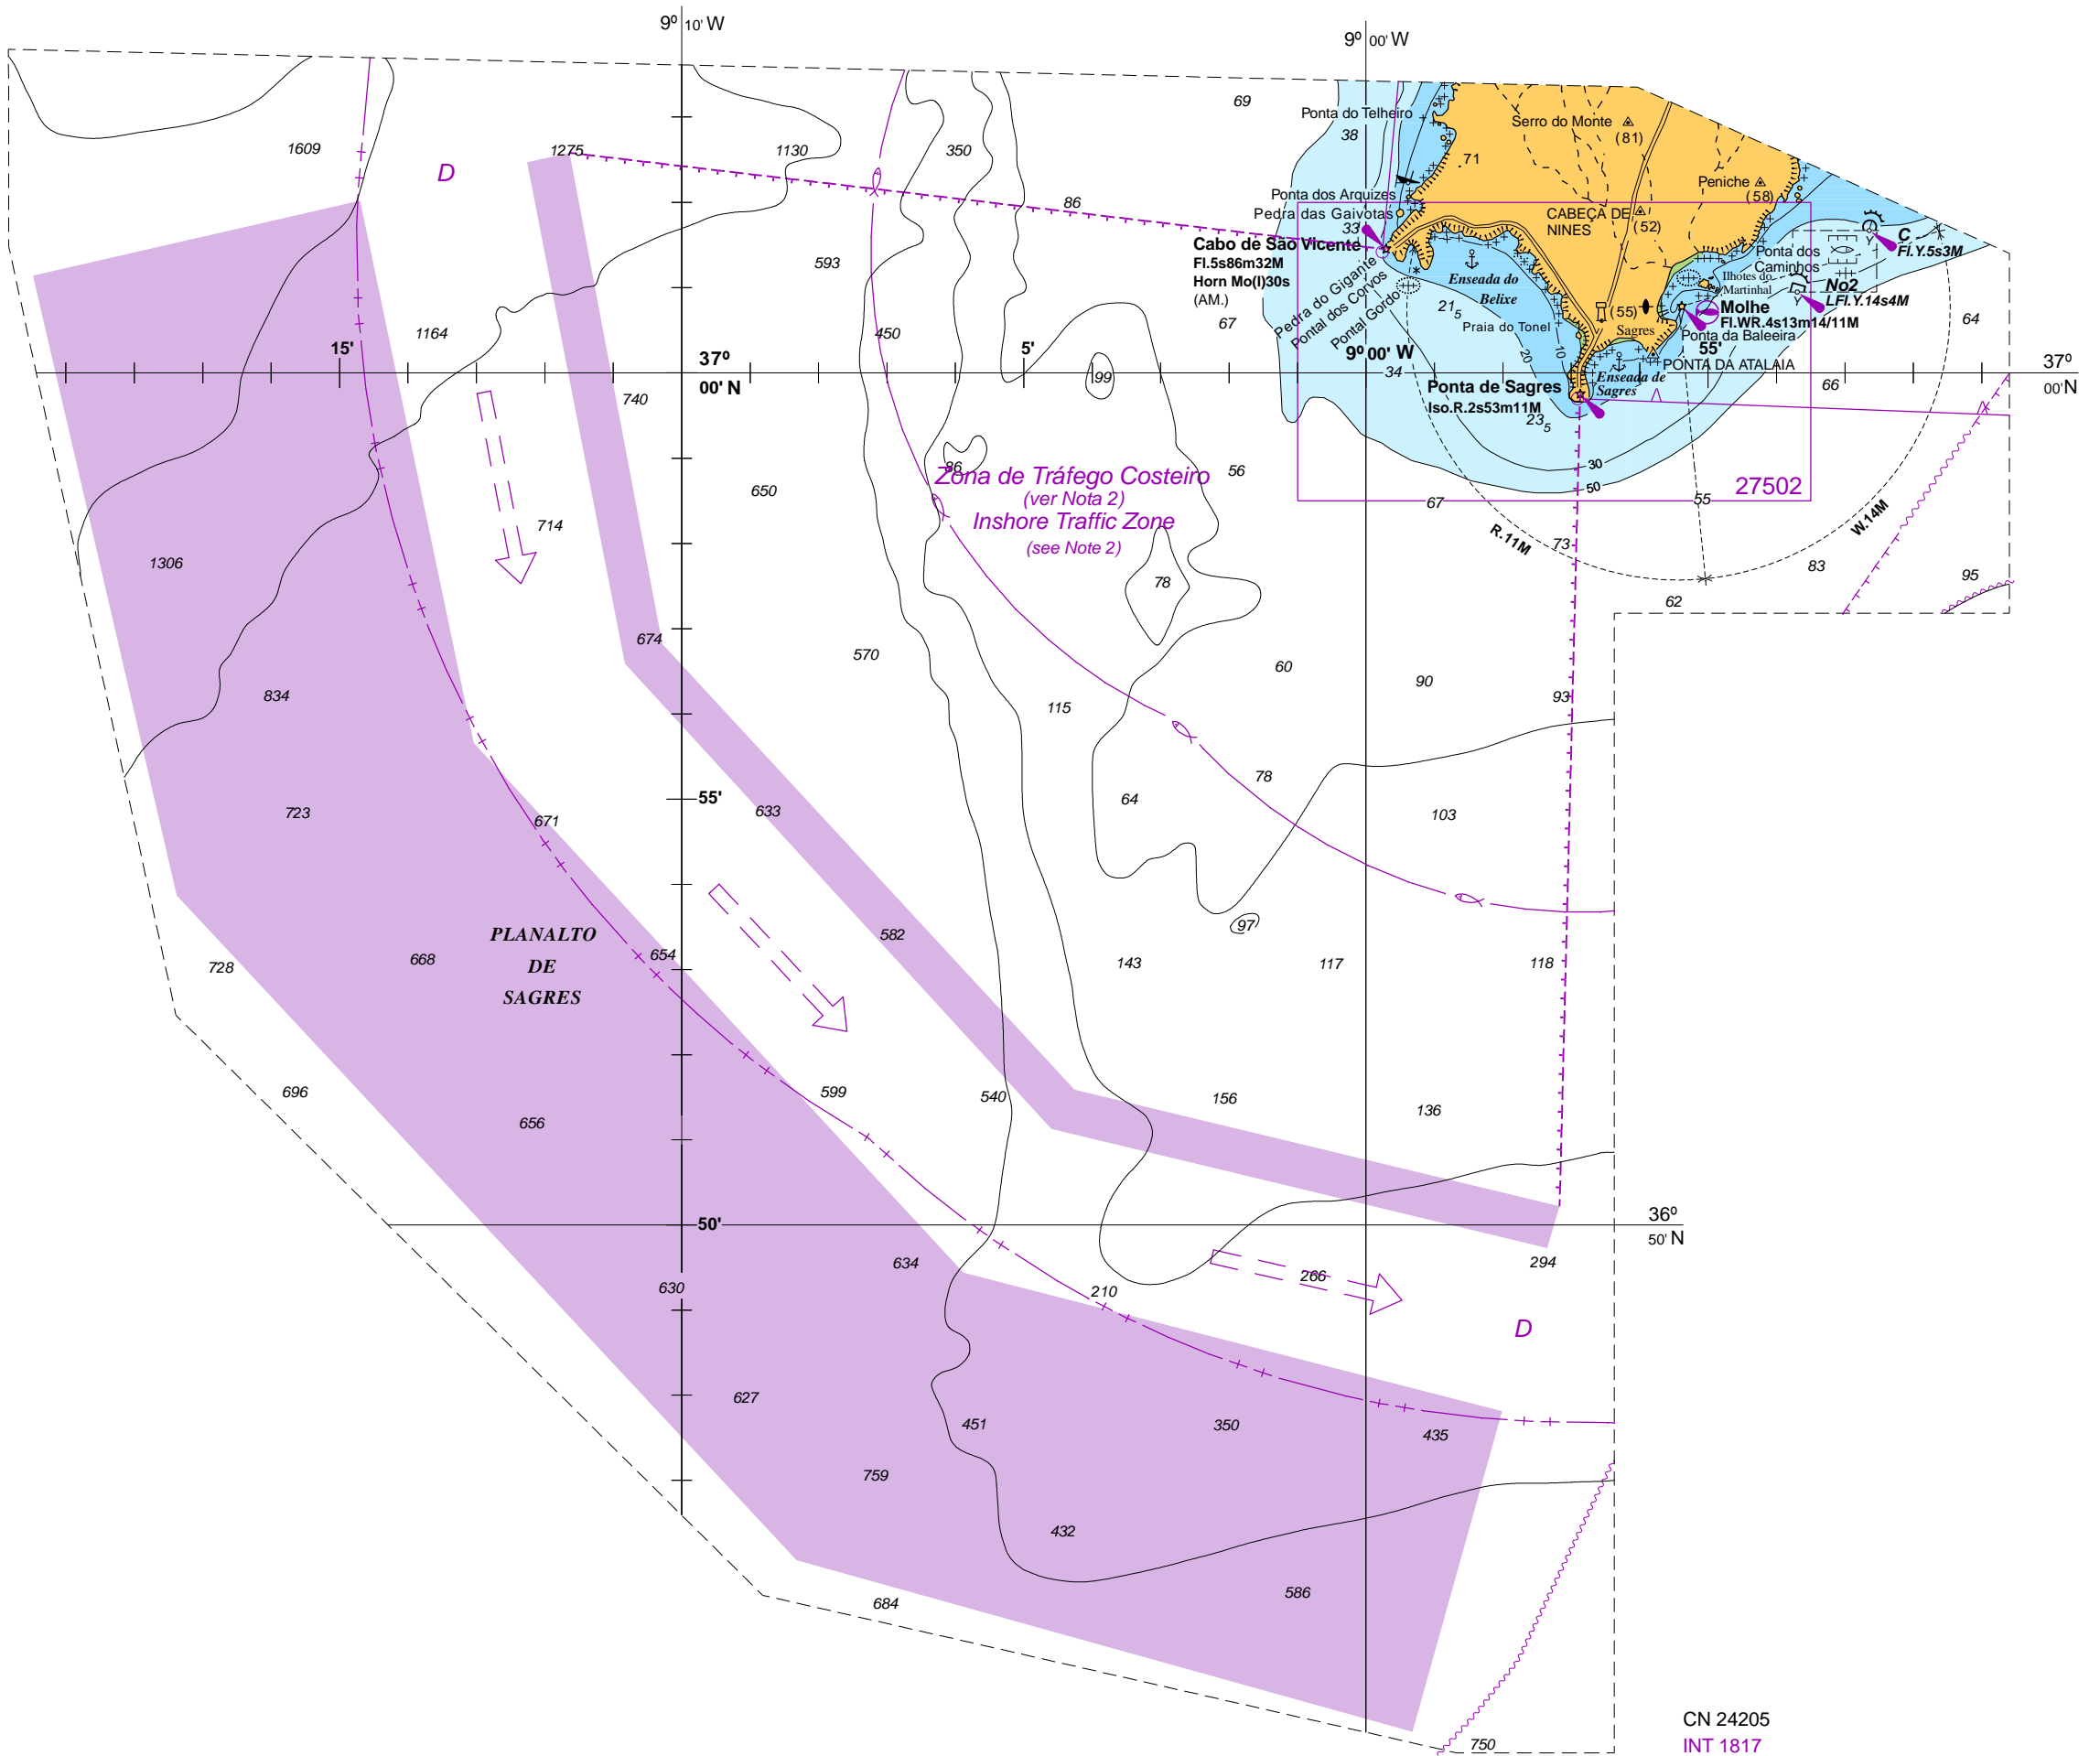 9º 10' W
9º 00' W
69
Ponta do Telheiro
38
Serro do Monte
(81)
1609
1275
1130
350
.71
D
Peniche
(58)
Ponta dos Arquizes
86
Pedra das Gaivotas
33
CABEÇA DE
NINES
(52)
Cabo de São Vicente
Fl.5s86m32M
Horn Mo(I)30s
(AM.)
C
Fl.Y.5s3M
Y
593
Ponta dos
Caminhos
Pedra do Gigante
Pontal dos Corvos
Pontal Gordo
Enseada do
Belixe
Ilhotes do
Martinhal
No2
LFl.Y.14s4M
Y
Molhe
Fl.WR.4s13m14/11M
21 5
(55)
Sagres
Praia do Tonel
Ponta da Baleeira
64
67
1164
450
15'
5'
9º 00' W
55'
20
10
PONTA DA ATALAIA
37º
00' N
37º
00' N
199
34
Enseada de
Sagres
66
Ponta de Sagres
Iso.R.2s53m11M
740
23 5
86
Zona de Tráfego Costeiro
(ver Nota 2)
Inshore Traffic Zone
(see Note 2)
56
30
50
27502
650
67
55
714
R.11M
W.14M
73
1306
78
83
95
62
674
570
60
90
93
834
115
78
64
55'
723
671
633
103
97
PLANALTO
DE
SAGRES
582
654
668
728
143
117
118
696
656
599
540
156
136
50'
36º
50' N
634
294
630
210
266
D
627
451
350
435
759
432
586
684
750
CN 24205
INT 1817